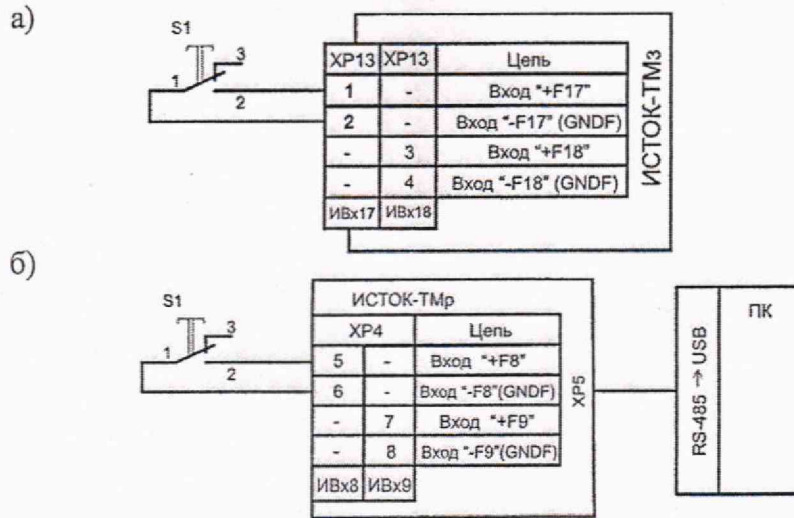 а)
S1
3
1
2
XP13 XP13 Цепь
1 - Вход "+F17"
2 - Вход "-F17" (GNDF)
- 3 Вход "+F18"
- 4 Вход "-F18" (GNDF)
ИВх17 ИВх18
ИСТОК-ТМ3
б)
S1
3
1
2
ИСТОК-ТМр
XP4 Цепь
5 - Вход "+F8"
6 - Вход "-F8"(GNDF)
- 7 Вход "+F9"
- 8 Вход "-F9"(GNDF)
ИВх8 ИВх9
XP5
RS-485 → USB
ПК